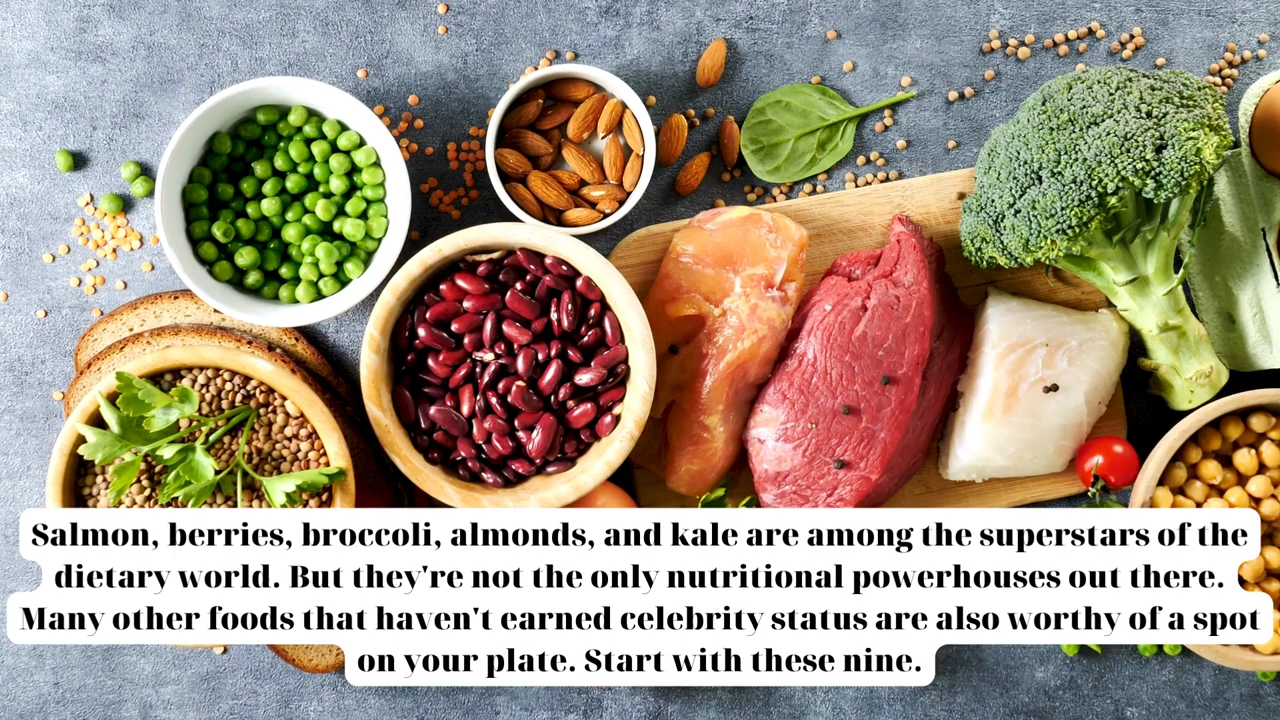 Salmon, berries, broccoli, almonds, and kale are among the superstars of the
dietary world. But they're not the only nutritional powerhouses out there.
Many other foods that haven't earned celebrity status are also worthy of a spot
on your plate. Start with these nine.